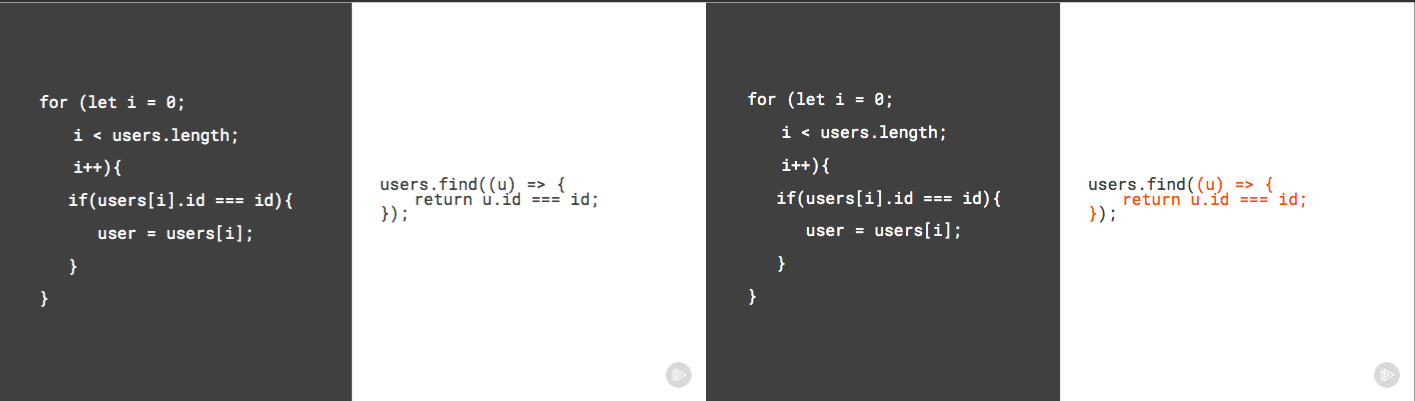 for (let i = 0;
i < users.length;
i++){
if(users[i].id === id){
user = users[i];
}
}
users.find((u) => {
return u.id === id;
});
for (let i = 0;
i < users.length;
i++){
if(users[i].id === id){
user = users[i];
}
}
users.find((u) => {
return u.id === id;
});